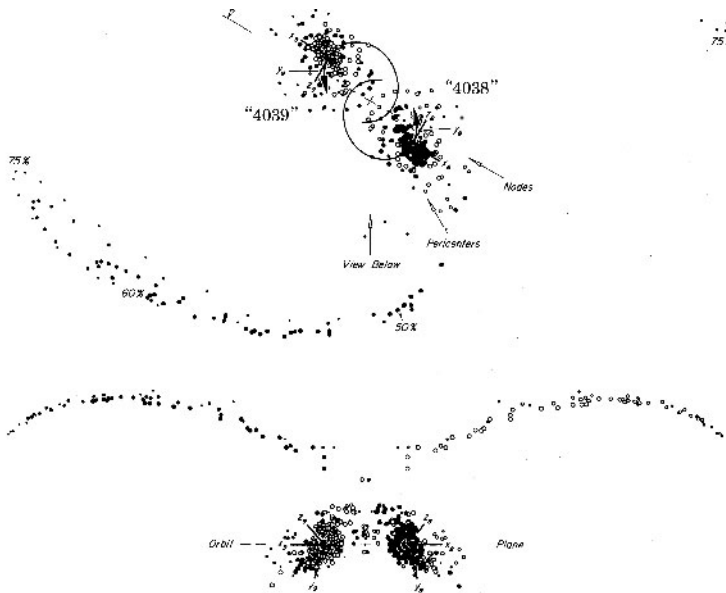 75%
"4038"
"4039"
75%
Nodes
Pericenters
View Below
60%
50%
Orbit
Plane